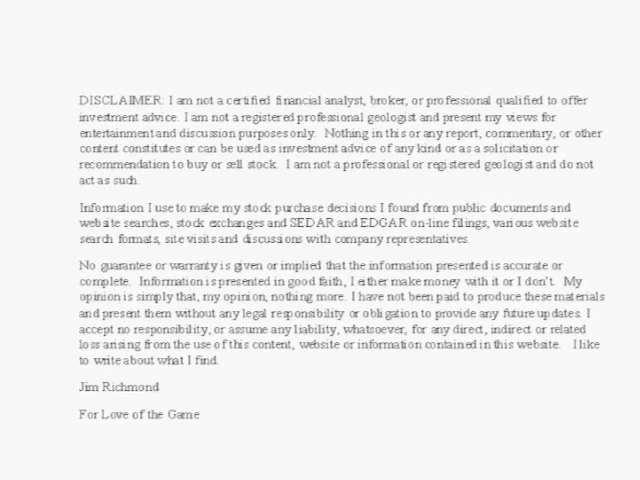 DISCLAIMER: I am not a certified financial analyst, broker, or professional qualified to offer
investment advice. I am not a registered professional geologist and present my views for
entertainment and discussion purposes only. Nothing in this or any report, commentary, or other
content constitutes or can be used as investment advice of any kind or as a solicitation or
recommendation to buy or sell stock. I am not a professional or registered geologist and do not
act as such.
Information I use to make my stock purchase decisions I found from public documents and
website searches, stock exchanges and SEDAR and EDGAR on-line filings, various website
search formats, site visits and discussions with company representatives.
No guarantee or warranty is given or implied that the information presented is accurate or
complete. Information is presented in good faith, I either make money with it or I don't. My
opinion is simply that, my opinion, nothing more. I have not been paid to produce these materials
and present them without any legal responsibility or obligation to provide any future updates. I
accept no responsibility, or assume any liability, whatsoever, for any direct, indirect or related
loss arising from the use of this content, website or information contained in this website. I like
to write about what I find.
Jim Richmond
For Love of the Game